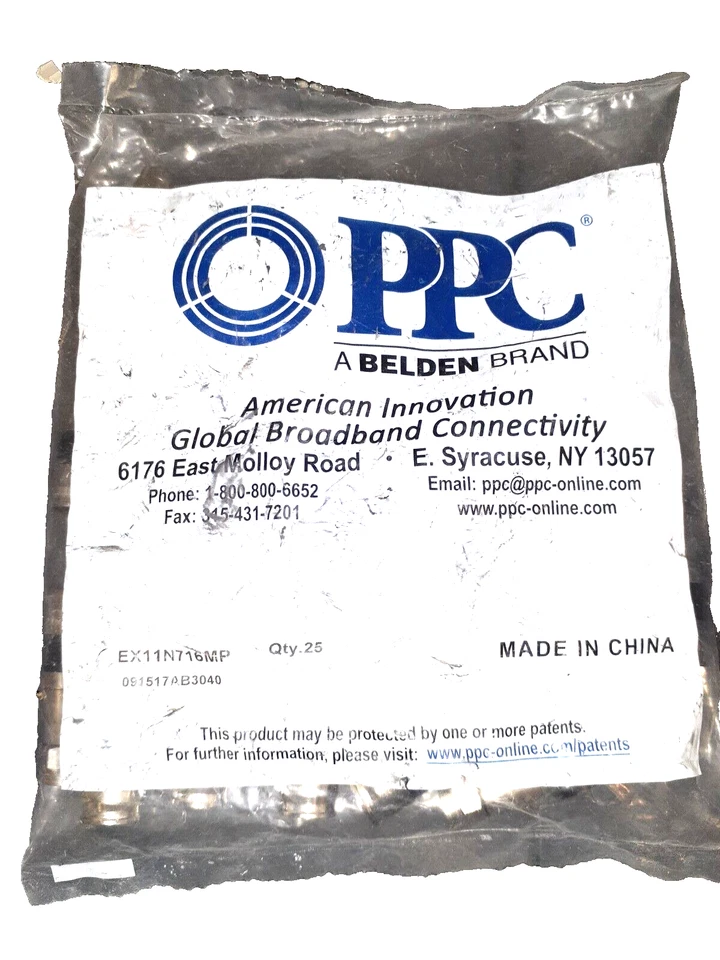 PPC®
A BELDEN BRAND
American Innovation
Global Broadband Connectivity
6176 East Molloy Road • E. Syracuse, NY 13057
Phone: 1-800-800-6652 Email: ppc@ppc-online.com
Fax: 315-431-7201 www.ppc-online.com
EX11N716MP Qty.25 MADE IN CHINA
091517AB3040
This product may be protected by one or more patents.
For further information, please visit: www.ppc-online.com/patents